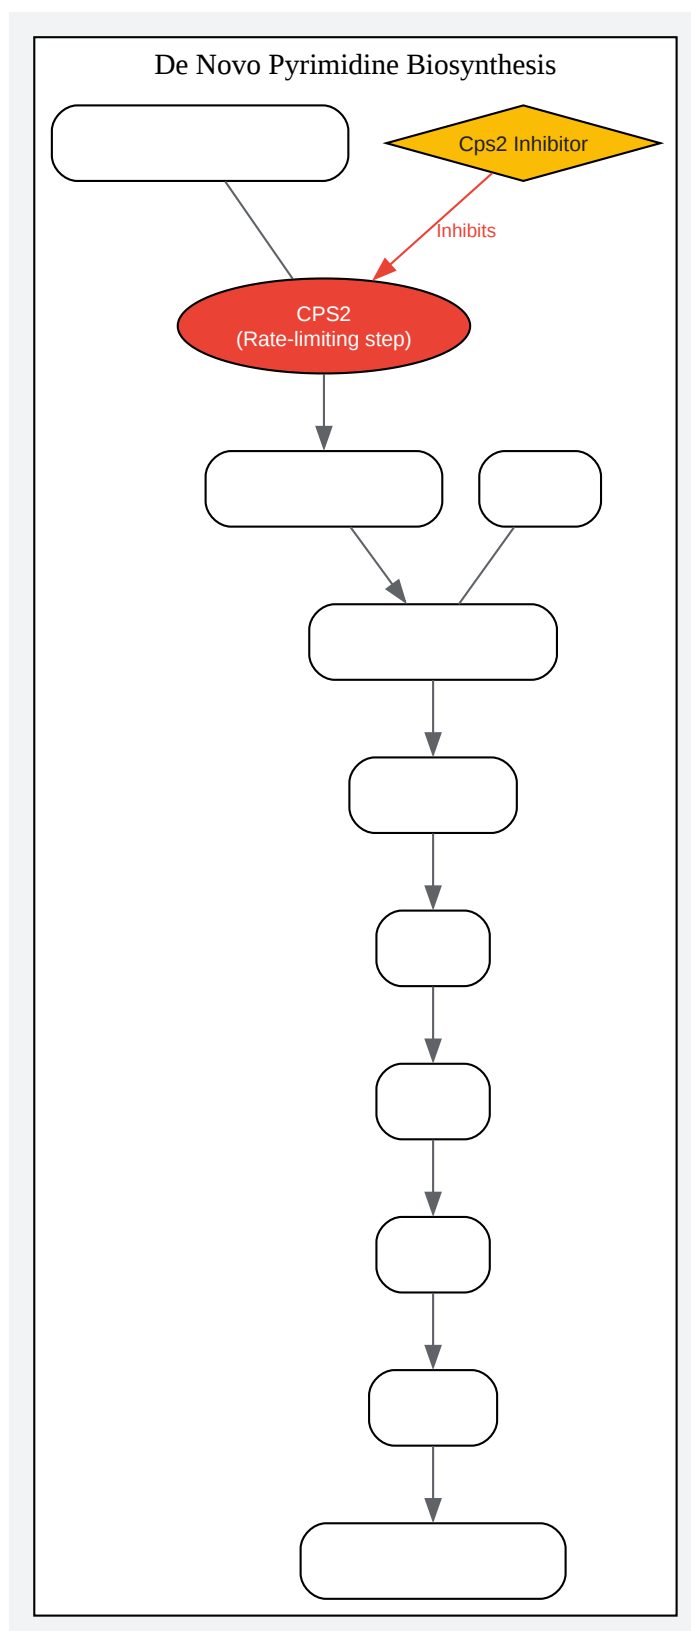 De Novo Pyrimidine Biosynthesis
Cps2 Inhibitor
Inhibits
CPS2
(Rate-limiting step)